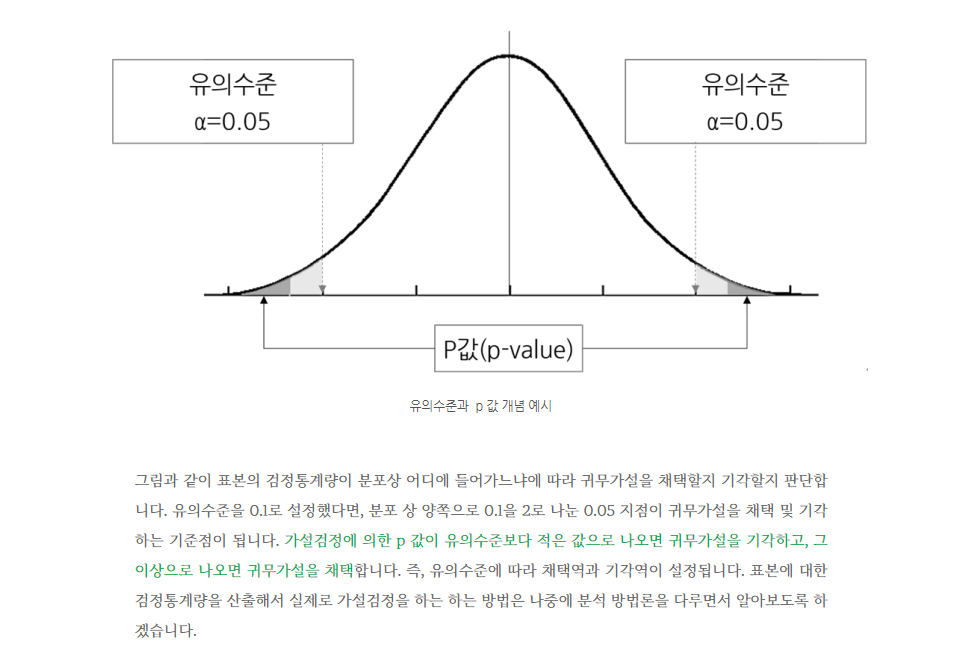 유의수준
α=0.05
유의수준
α=0.05
P값(p-value)
유의수준과 p 값 개념 예시
그림과 같이 표본의 검정통계량이 분포상 어디에 들어가느냐에 따라 귀무가설을 채택할지 기각할지 판단합
니다. 유의수준을 0.1로 설정했다면, 분포 상 양쪽으로 0.1을 2로 나눈 0.05 지점이 귀무가설을 채택 및 기각
하는 기준점이 됩니다. 가설검정에 의한 p 값이 유의수준보다 적은 값으로 나오면 귀무가설을 기각하고, 그
이상으로 나오면 귀무가설을 채택합니다. 즉, 유의수준에 따라 채택역과 기각역이 설정됩니다. 표본에 대한
검정통계량을 산출해서 실제로 가설검정을 하는 하는 방법은 나중에 분석 방법론을 다루면서 알아보도록 하
겠습니다.